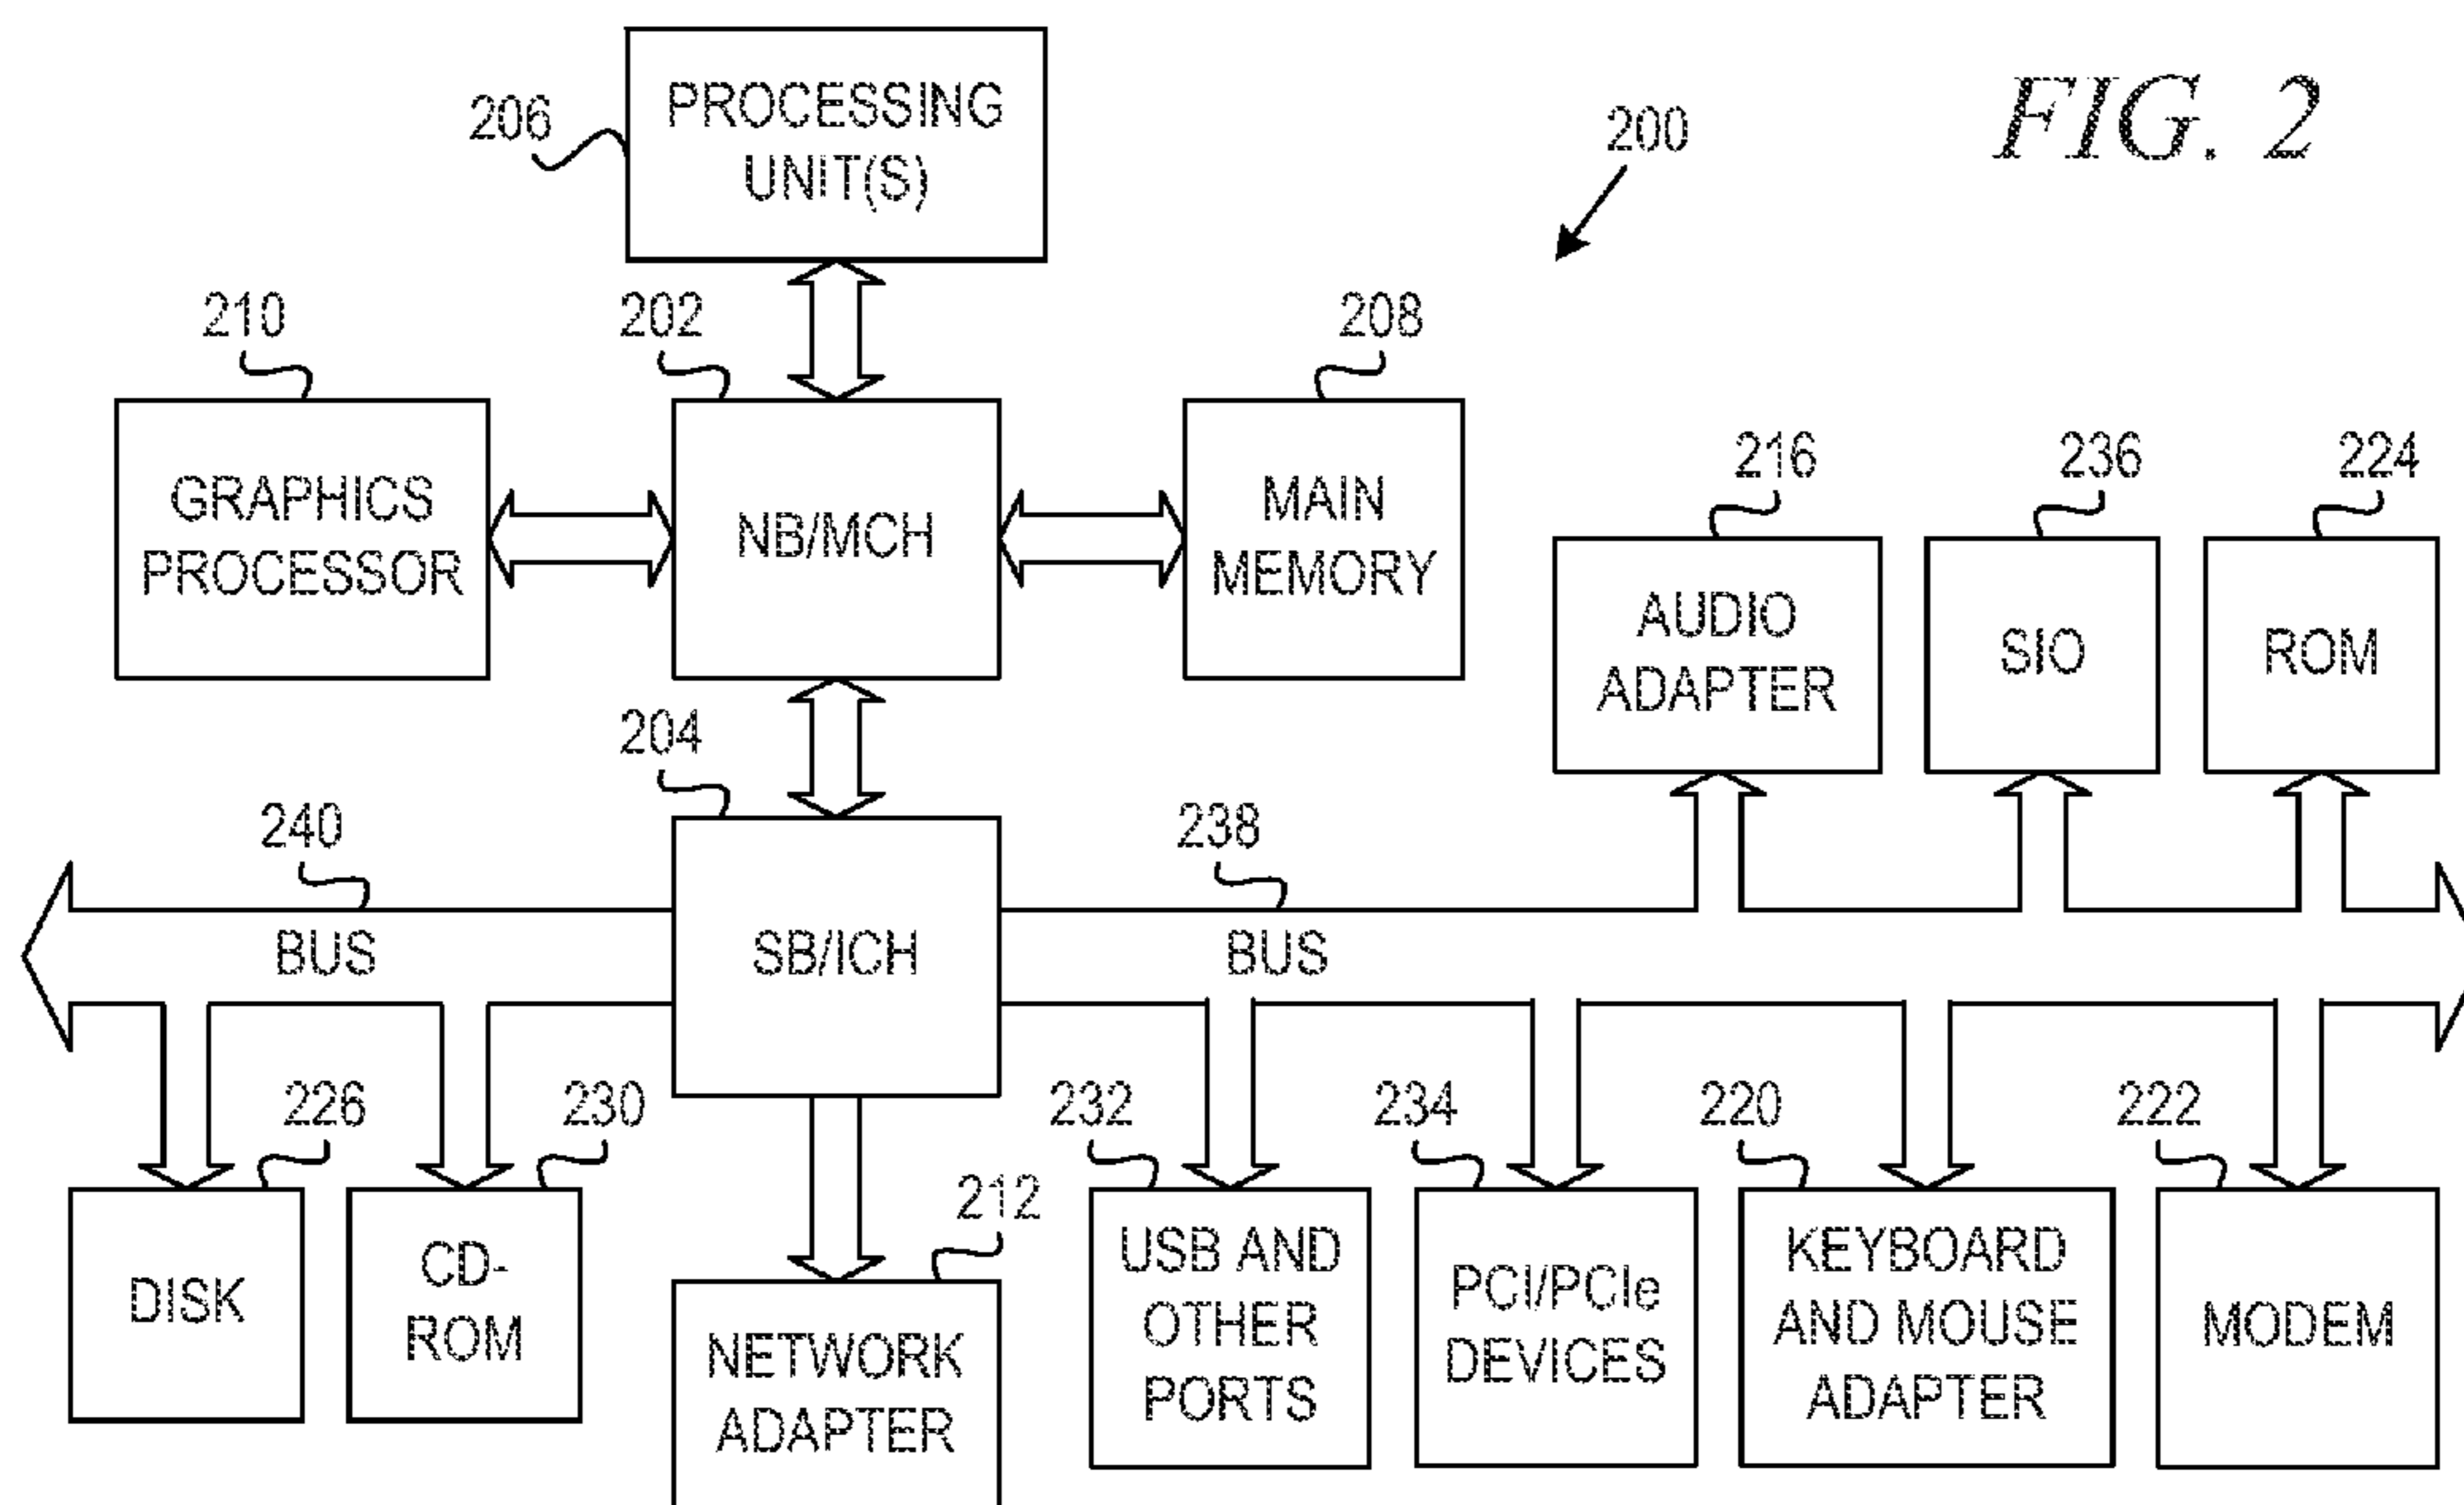 FIG. 2
200
206
PROCESSING
UNIT(S)
210
202
208
GRAPHICS
PROCESSOR
NB/MCH
MAIN
MEMORY
216
236
224
AUDIO
ADAPTER
SIO
ROM
204
240
238
BUS
SB/ICH
BUS
226
230
212
232
234
220
222
DISK
CD-
ROM
NETWORK
ADAPTER
USB AND
OTHER
PORTS
PCI/PCIe
DEVICES
KEYBOARD
AND MOUSE
ADAPTER
MODEM